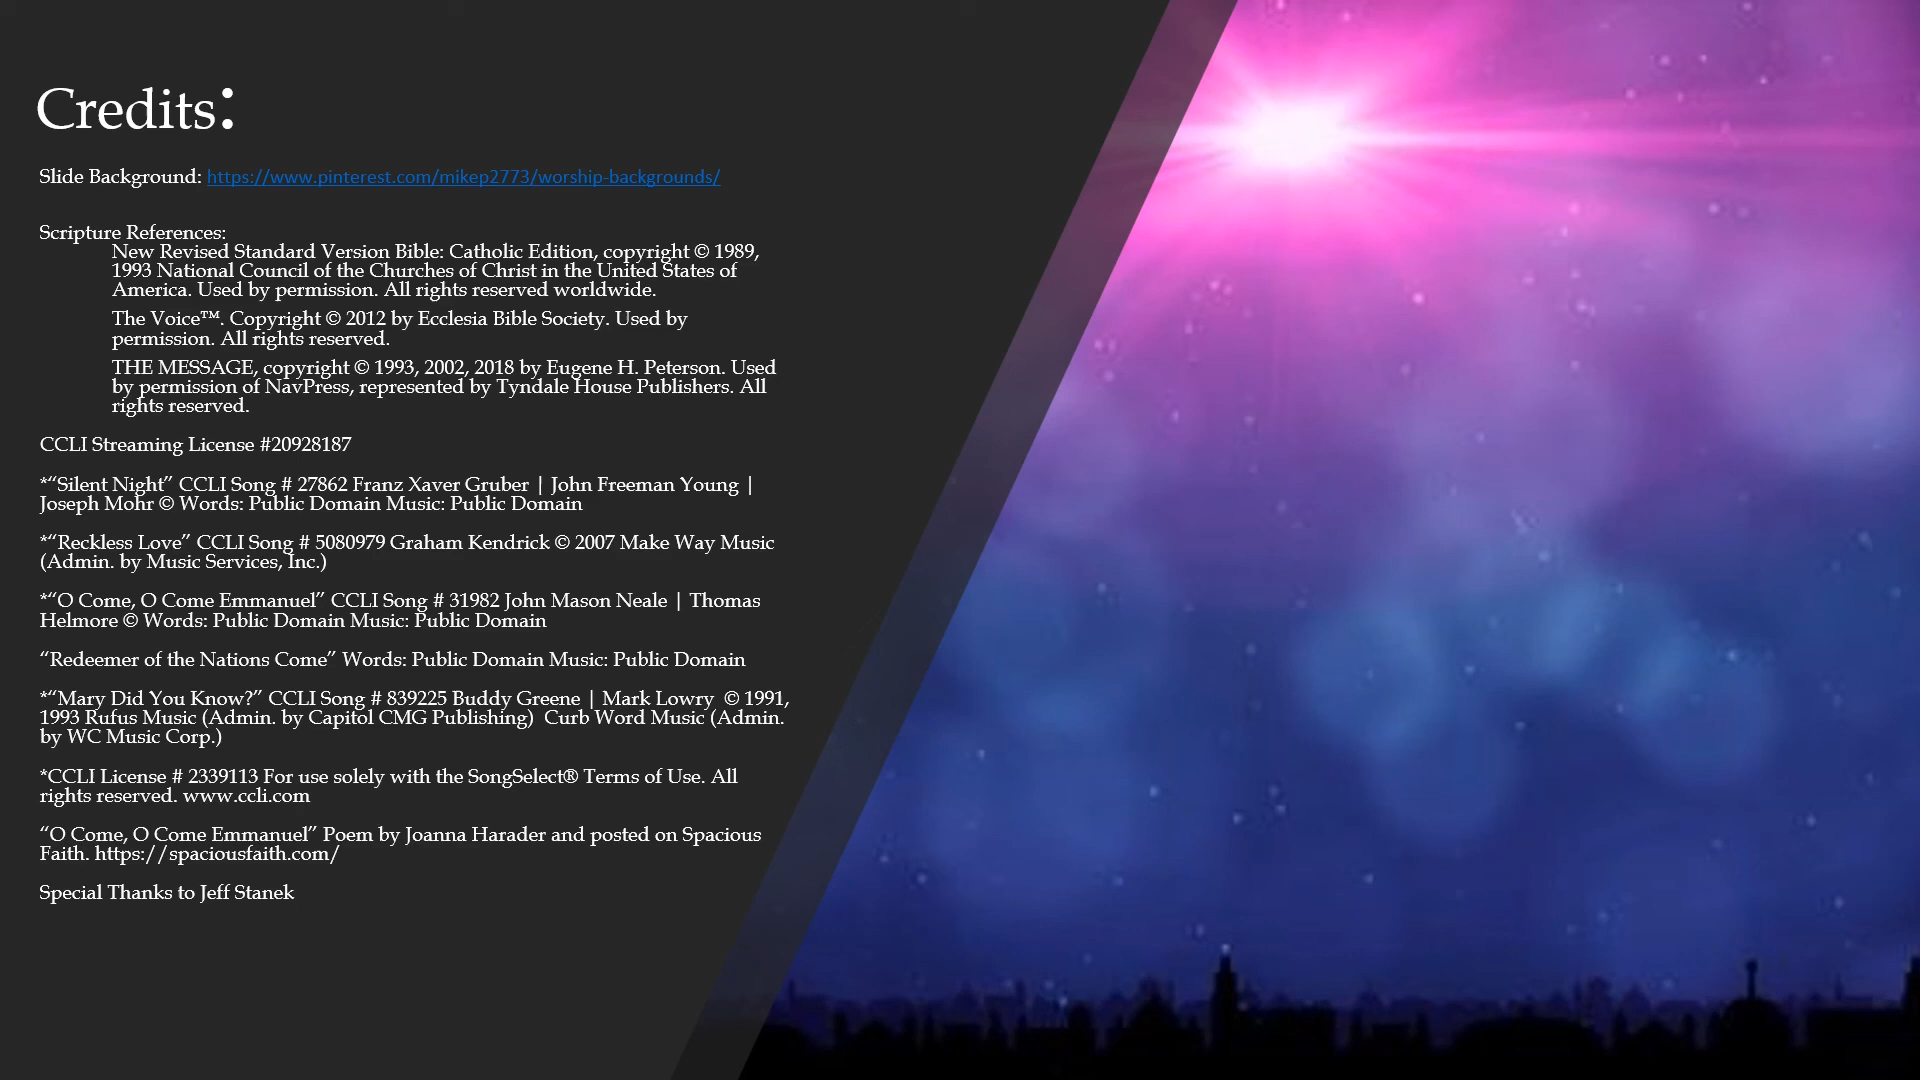 Credits:
Slide Background: https://www.pinterest.com/mikep2773/worship-backgrounds/
Scripture References:
New Revised Standard Version Bible: Catholic Edition, copyright © 1989,
1993 National Council of the Churches of Christ in the United States of
America. Used by permission. All rights reserved worldwide.
The Voice™. Copyright © 2012 by Ecclesia Bible Society. Used by
permission. All rights reserved.
THE MESSAGE, copyright © 1993, 2002, 2018 by Eugene H. Peterson. Used
by permission of NavPress, represented by Tyndale House Publishers. All
rights reserved.
CCLI Streaming License #20928187
*“Silent Night” CCLI Song # 27862 Franz Xaver Gruber | John Freeman Young |
Joseph Mohr © Words: Public Domain Music: Public Domain
*“Reckless Love” CCLI Song # 5080979 Graham Kendrick © 2007 Make Way Music
(Admin. by Music Services, Inc.)
*“O Come, O Come Emmanuel” CCLI Song # 31982 John Mason Neale | Thomas
Helmore © Words: Public Domain Music: Public Domain
“Redeemer of the Nations Come” Words: Public Domain Music: Public Domain
*“Mary Did You Know?” CCLI Song # 839225 Buddy Greene | Mark Lowry © 1991,
1993 Rufus Music (Admin. by Capitol CMG Publishing) Curb Word Music (Admin.
by WC Music Corp.)
*CCLI License # 2339113 For use solely with the SongSelect® Terms of Use. All
rights reserved. www.ccli.com
“O Come, O Come Emmanuel” Poem by Joanna Harader and posted on Spacious
Faith. https://spaciousfaith.com/
Special Thanks to Jeff Stanek